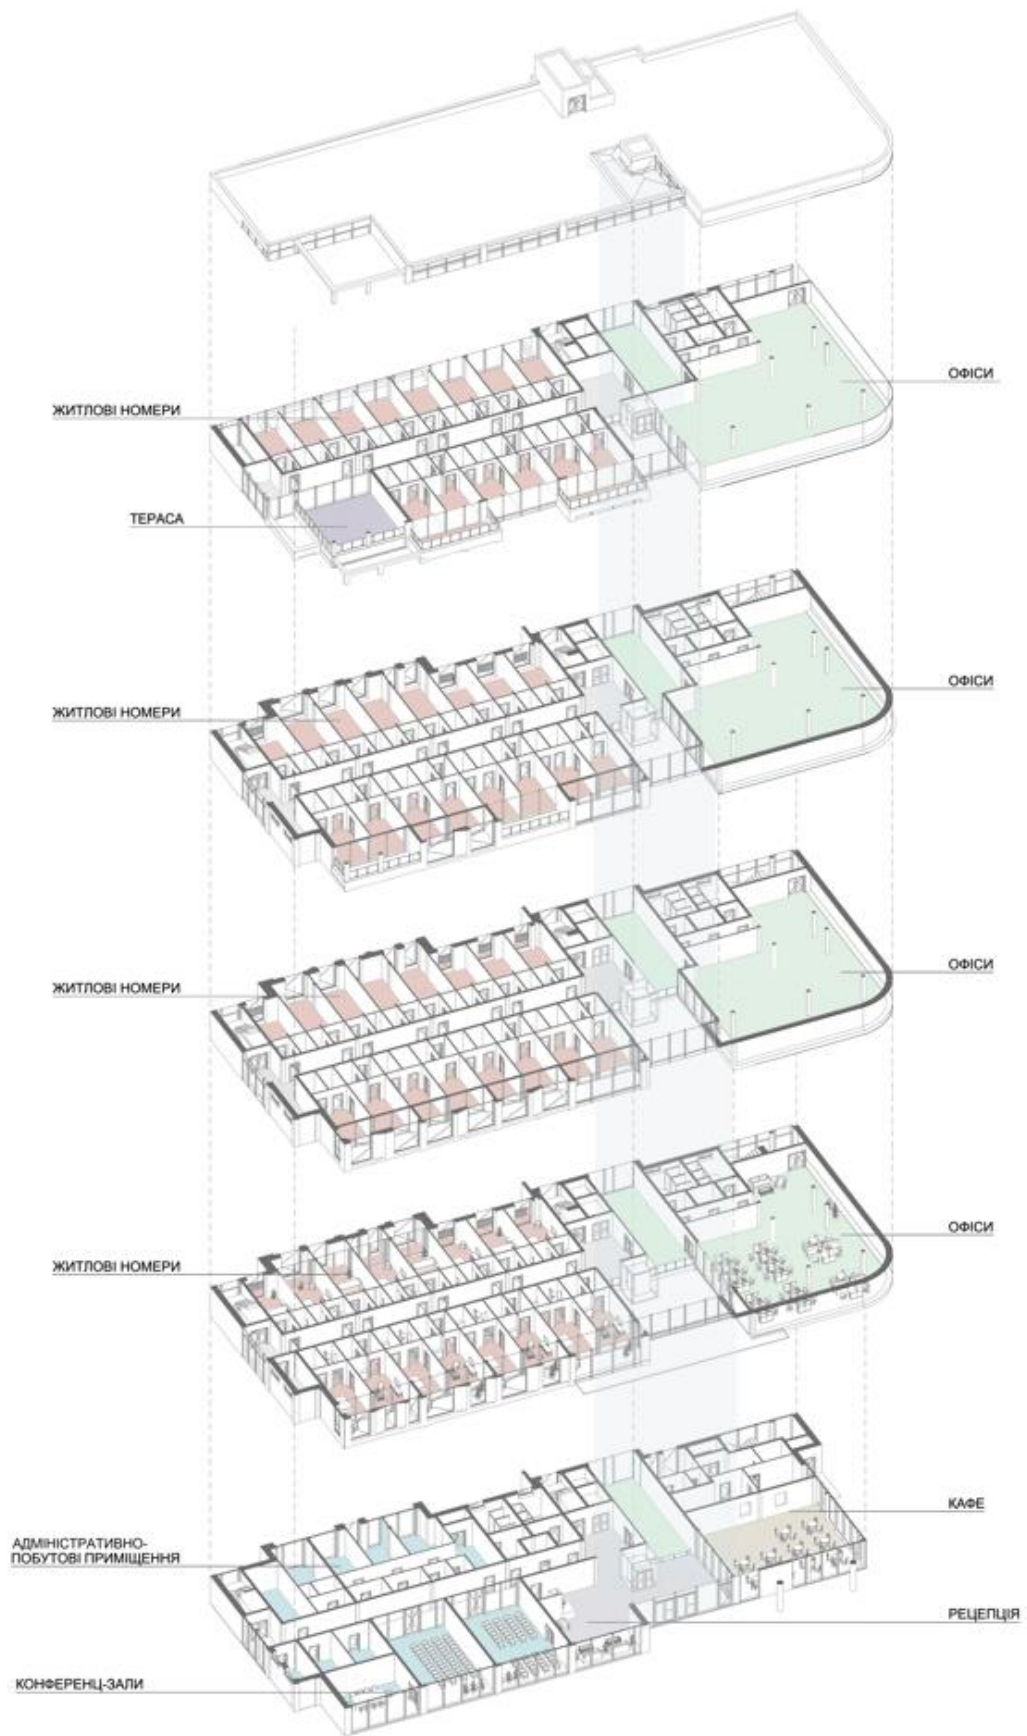 ОФІСИ
ЖИТЛОВІ НОМЕРИ
ТЕРАСА
ОФІСИ
ЖИТЛОВІ НОМЕРИ
ОФІСИ
ЖИТЛОВІ НОМЕРИ
ОФІСИ
ЖИТЛОВІ НОМЕРИ
КАФЕ
АДМІНІСТРАТИВНО-
ПОБУТОВІ ПРИМІЩЕННЯ
РЕЦЕПЦІЯ
КОНФЕРЕНЦ-ЗАЛИ